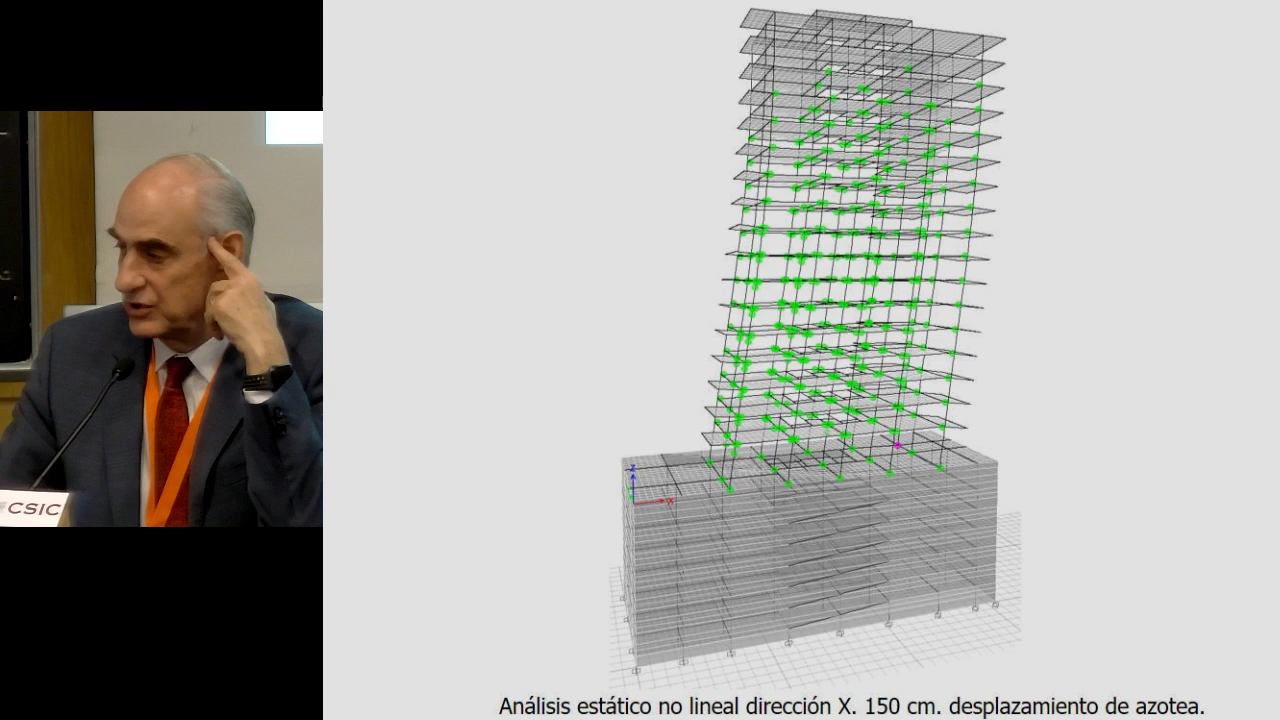 CSIC
Z
X
Análisis estático no lineal dirección X. 150 cm. desplazamiento de azotea.